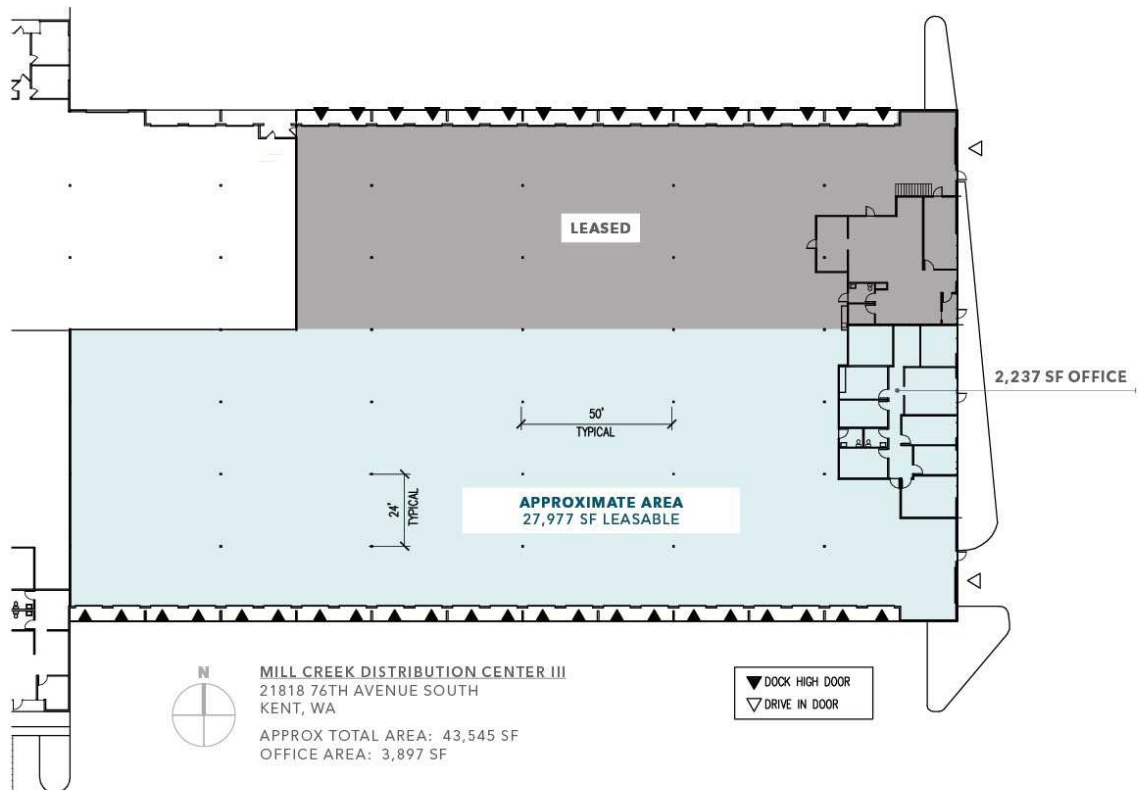 LEASED
2,237 SF OFFICE
50'
TYPICAL
24'
TYPICAL
APPROXIMATE AREA
27,977 SF LEASABLE
N
MILL CREEK DISTRIBUTION CENTER III
21818 76TH AVENUE SOUTH
KENT, WA
APPROX TOTAL AREA: 43,545 SF
OFFICE AREA: 3,897 SF
DOCK HIGH DOOR
DRIVE IN DOOR